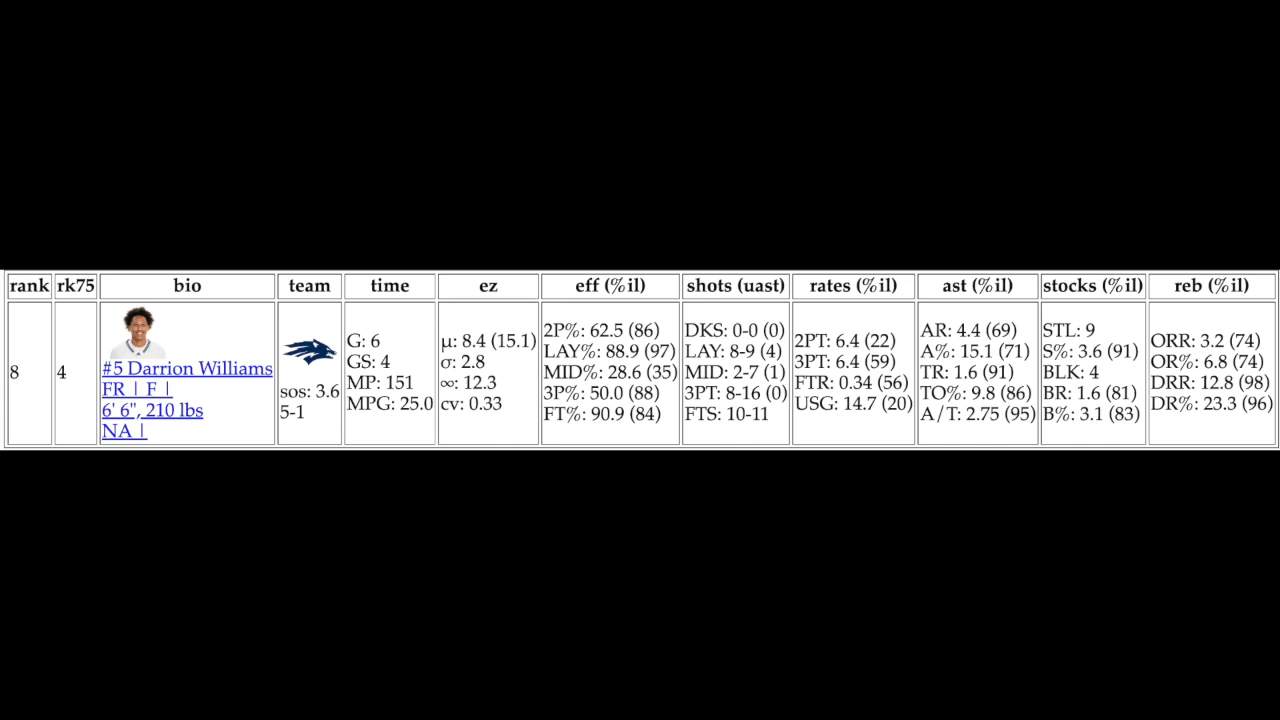 rank rk75 bio team time ez eff (%il) shots (uast) rates (%il) ast (%il) stocks (%il) reb (%il)
8
4
#5 Darrion Williams
FR | F |
6' 6", 210 lbs
NA |
sos: 3.6
5-1
G: 6
GS: 4
MP: 151
MPG: 25.0
μ: 8.4 (15.1)
σ: 2.8
∞: 12.3
cv: 0.33
2P%: 62.5 (86)
LAY%: 88.9 (97)
MID%: 28.6 (35)
3P%: 50.0 (88)
FT%: 90.9 (84)
DKS: 0-0 (0)
LAY: 8-9 (4)
MID: 2-7 (1)
3PT: 8-16 (0)
FTS: 10-11
2PT: 6.4 (22)
3PT: 6.4 (59)
FTR: 0.34 (56)
USG: 14.7 (20)
AR: 4.4 (69)
A%: 15.1 (71)
TR: 1.6 (91)
TO%: 9.8 (86)
A/T: 2.75 (95)
STL: 9
S%: 3.6 (91)
BLK: 4
BR: 1.6 (81)
B%: 3.1 (83)
ORR: 3.2 (74)
OR%: 6.8 (74)
DRR: 12.8 (98)
DR%: 23.3 (96)